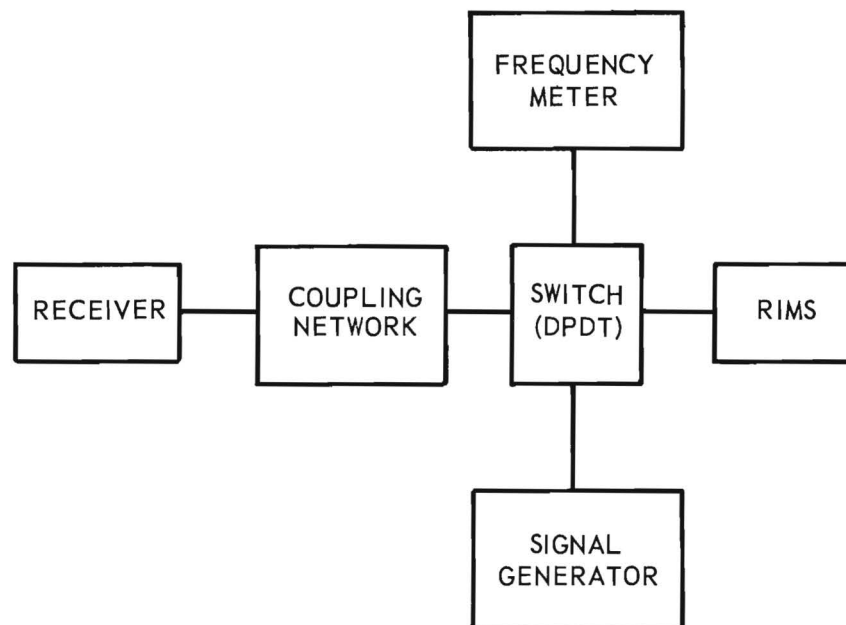 FREQUENCY
METER
RECEIVER
COUPLING
NETWORK
SWITCH
(DPDT)
RIMS
SIGNAL
GENERATOR